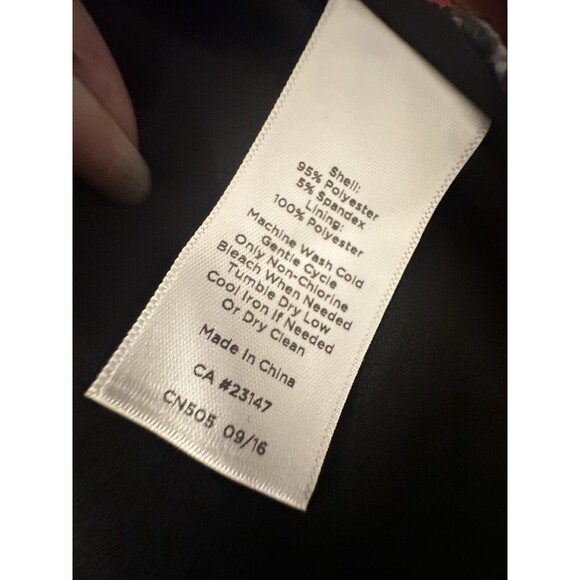 Shell:
95% Polyester
5% Spandex
Lining:
100% Polyester
Machine Wash Cold
Gentle Cycle
Only Non-Chlorine
Bleach When Needed
Tumble Dry Low
Cool Iron If Needed
Or Dry Clean
Made In China
CA #23147
CN505 09/16